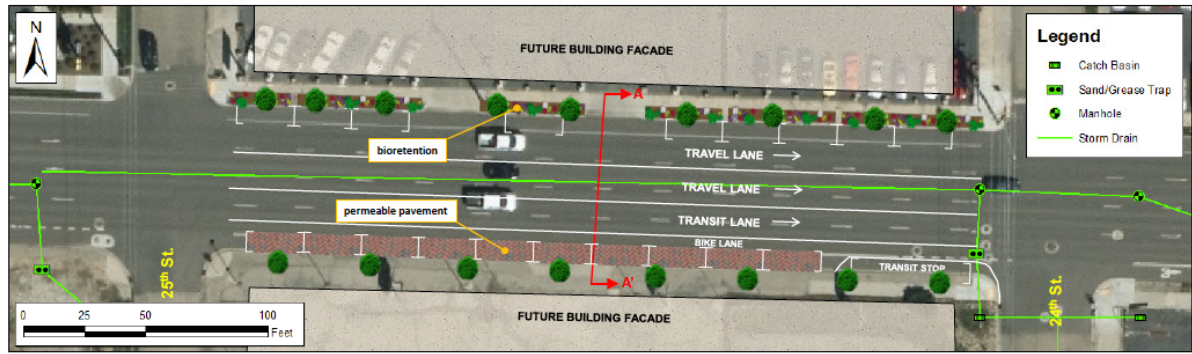 N
FUTURE BUILDING FACADE
Legend
Catch Basin
Sand/Grease Trap
Manhole
Storm Drain
A
bioretention
TRAVEL LANE
TRAVEL LANE
permeable pavement
TRANSIT LANE
BIKE LANE
TRANSIT STOP
25th St.
A'
24th St.
0 25 50 100
Feet
FUTURE BUILDING FACADE